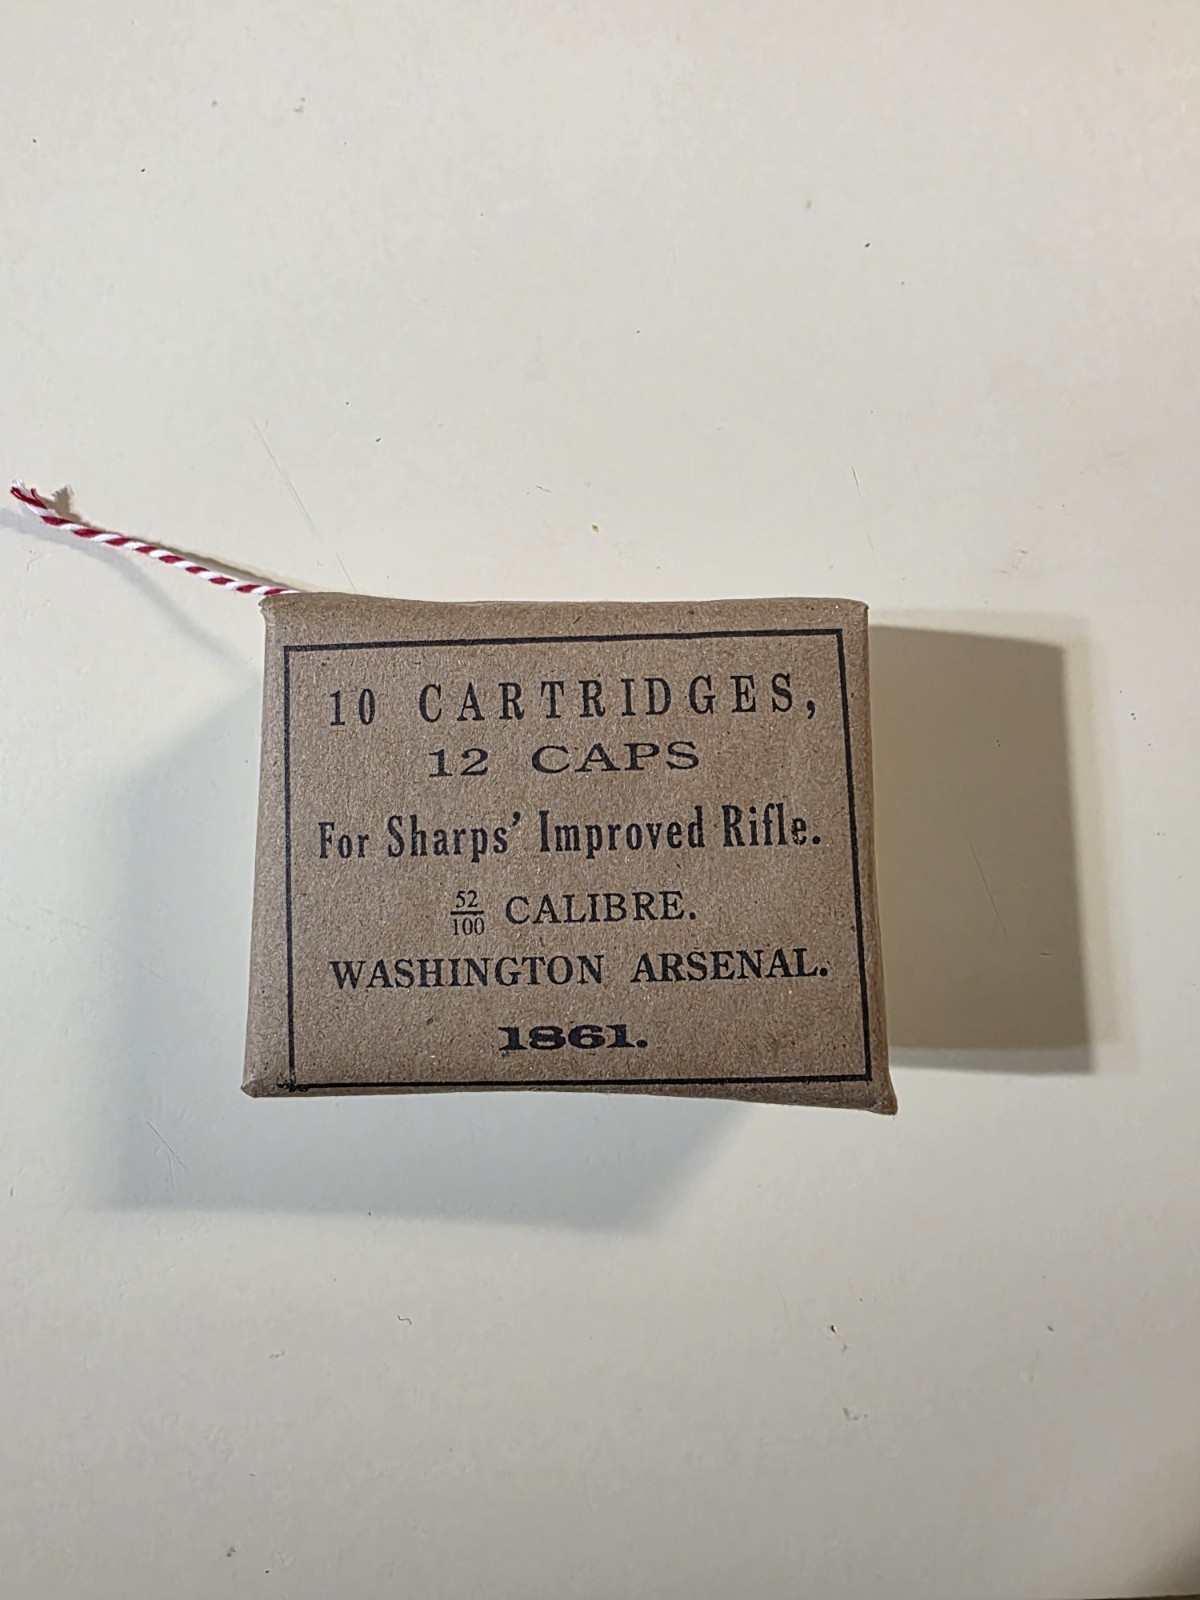 10 CARTRIDGES,
12 CAPS
For Sharps' Improved Rifle.
52/100 CALIBRE.
WASHINGTON ARSENAL.
1861.